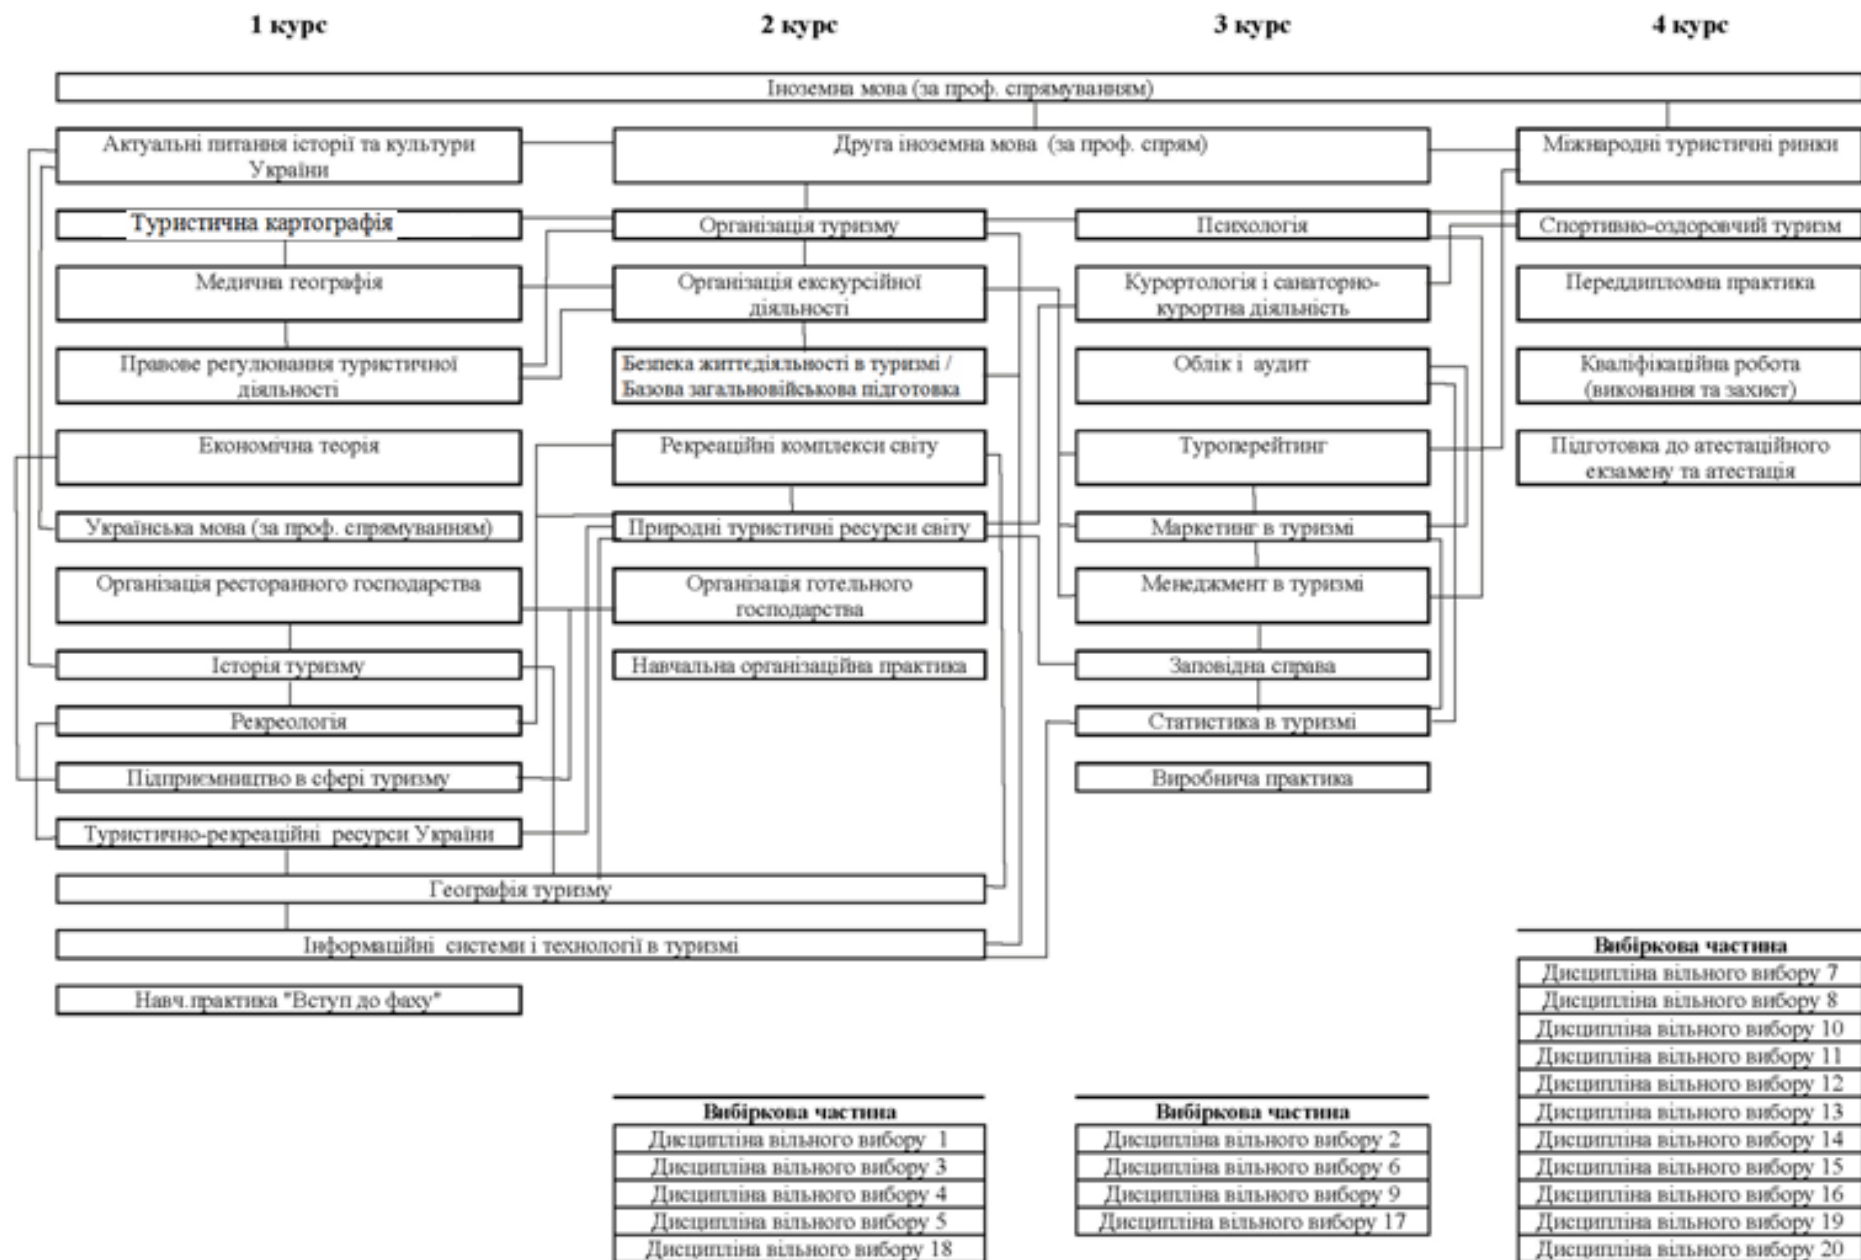 1 курс
2 курс
3 курс
4 курс
Іноземна мова (за проф. спрямуванням)
Актуальні питання історії та культури
України
Друга іноземна мова (за проф. спрям)
Міжнародні туристичні ринки
Туристична картографія
Організація туризму
Психологія
Спортивно-оздоровчий туризм
Медична географія
Організація екскурсійної
діяльності
Курортологія і санаторно-
курортна діяльність
Переддипломна практика
Правове регулювання туристичної
діяльності
Безпека життєдіяльності в туризмі /
Базова загальновійськова підготовка
Облік і аудит
Кваліфікаційна робота
(виконання та захист)
Економічна теорія
Рекреаційні комплекси світу
Туроперейтинг
Підготовка до атестаційного
екзамену та атестація
Українська мова (за проф. спрямуванням)
Природні туристичні ресурси світу
Маркетинг в туризмі
Організація ресторанного господарства
Організація готельного
господарства
Менеджмент в туризмі
Історія туризму
Навчальна організаційна практика
Заповідна справа
Рекреологія
Статистика в туризмі
Підприємництво в сфері туризму
Виробнича практика
Туристично-рекреаційні ресурси України
Географія туризму
Інформаційні системи і технології в туризмі
Навч.практика "Вступ до фаху"
Вибіркова частина
Дисципліна вільного вибору 1
Дисципліна вільного вибору 3
Дисципліна вільного вибору 4
Дисципліна вільного вибору 5
Дисципліна вільного вибору 18
Вибіркова частина
Дисципліна вільного вибору 2
Дисципліна вільного вибору 6
Дисципліна вільного вибору 9
Дисципліна вільного вибору 17
Вибіркова частина
Дисципліна вільного вибору 7
Дисципліна вільного вибору 8
Дисципліна вільного вибору 10
Дисципліна вільного вибору 11
Дисципліна вільного вибору 12
Дисципліна вільного вибору 13
Дисципліна вільного вибору 14
Дисципліна вільного вибору 15
Дисципліна вільного вибору 16
Дисципліна вільного вибору 19
Дисципліна вільного вибору 20